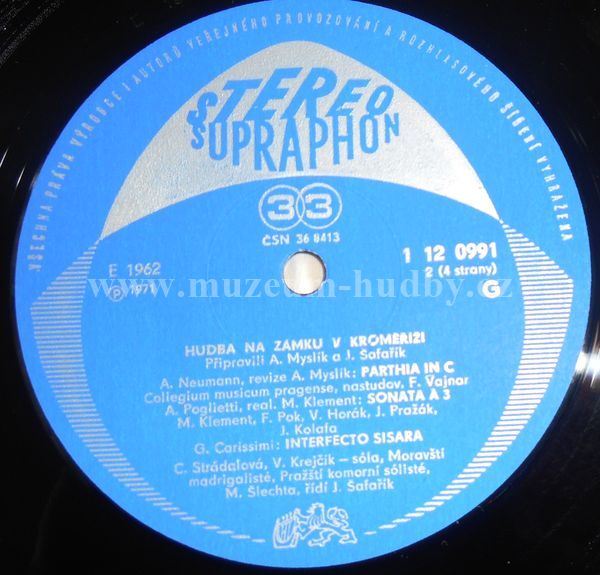 VŠECHNA PRÁVA VÝROBCE I AUTORŮ VEŘEJNÉHO PROVOZOVÁNÍ A ROZHLASOVÉHO ŠÍŘENÍ VYHRAŽENA
STEREO
SUPRAPHON
33
ČSN 36 8413
1 12 0991
2 (4 strany)
G
E 1962
Ⓟ 1971
www.muzeum-hudby.cz
HUDBA NA ZÁMKU V KROMĚŘÍŽI
Připravili A. Myslík a J. Šafařík
A. Neumann, revize A. Myslík: PARTHIA IN C
Collegium musicum pragense, nastudov. F. Vajnar
A. Poglietti, real. M. Klement: SONATA À 3
M. Klement, F. Pok, V. Horák, J. Pražák,
J. Kolafa
G. Carissimi: INTERFECTO SISARA
C. Strádalová, V. Krejčík – sóla, Moravští
madrigalisté, Pražští komorní sólisté,
M. Šlechta, řídí J. Šafařík